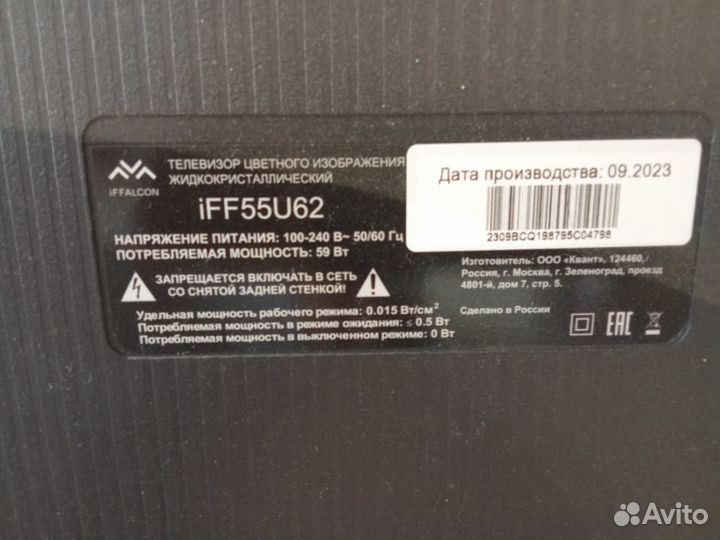 iFFALCON
ТЕЛЕВИЗОР ЦВЕТНОГО ИЗОБРАЖЕНИЯ
ЖИДКОКРИСТАЛЛИЧЕСКИЙ
iFF55U62
НАПРЯЖЕНИЕ ПИТАНИЯ: 100-240 В~ 50/60 Гц
ПОТРЕБЛЯЕМАЯ МОЩНОСТЬ: 59 Вт
ЗАПРЕЩАЕТСЯ ВКЛЮЧАТЬ В СЕТЬ
СО СНЯТОЙ ЗАДНЕЙ СТЕНКОЙ!
Удельная мощность рабочего режима: 0.015 Вт/см²
Потребляемая мощность в режиме ожидания: ≤ 0.5 Вт
Потребляемая мощность в выключенном режиме: 0 Вт
Дата производства: 09.2023
2309BCQ198795C04798
Изготовитель: ООО «Квант», 124460,
Россия, г. Москва, г. Зеленоград, проезд
4801-й, дом 7, стр. 5.
Сделано в России
EAC
Avito